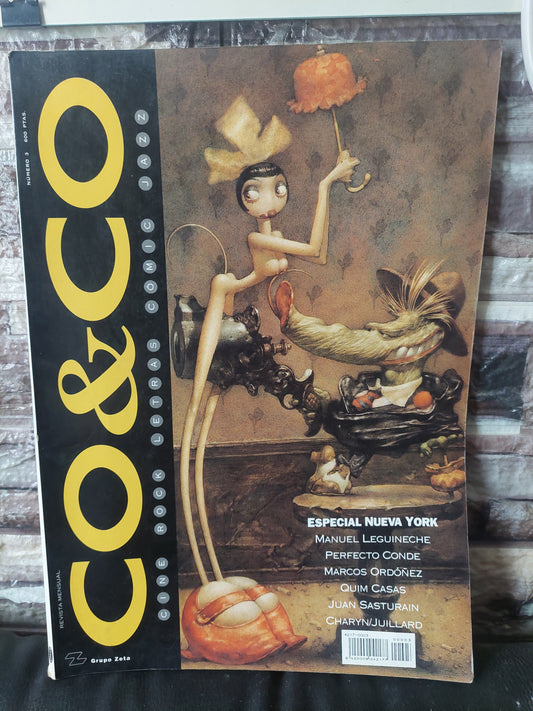 NÚMERO 3 600 PTAS.
CO&CO
CINE ROCK LETRAS COMIC JAZZ
REVISTA MENSUAL
Grupo Zeta
ESPECIAL NUEVA YORK
MANUEL LEGUINECHE
PERFECTO CONDE
MARCOS ORDÓÑEZ
QUIM CASAS
JUAN SASTURAIN
CHARYN/JUILLARD